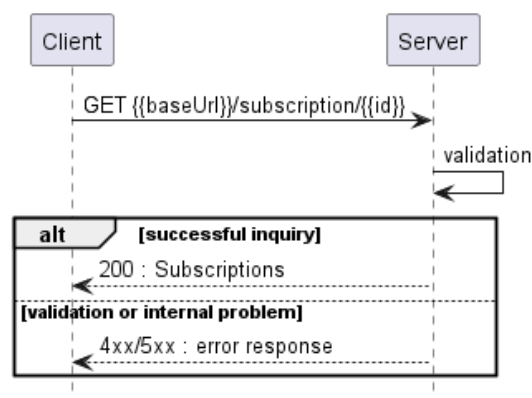 Client
Server
GET {{baseUrl}}/subscription/{{id}}
validation
alt
[successful inquiry]
200 : Subscriptions
[validation or internal problem]
4xx/5xx : error response